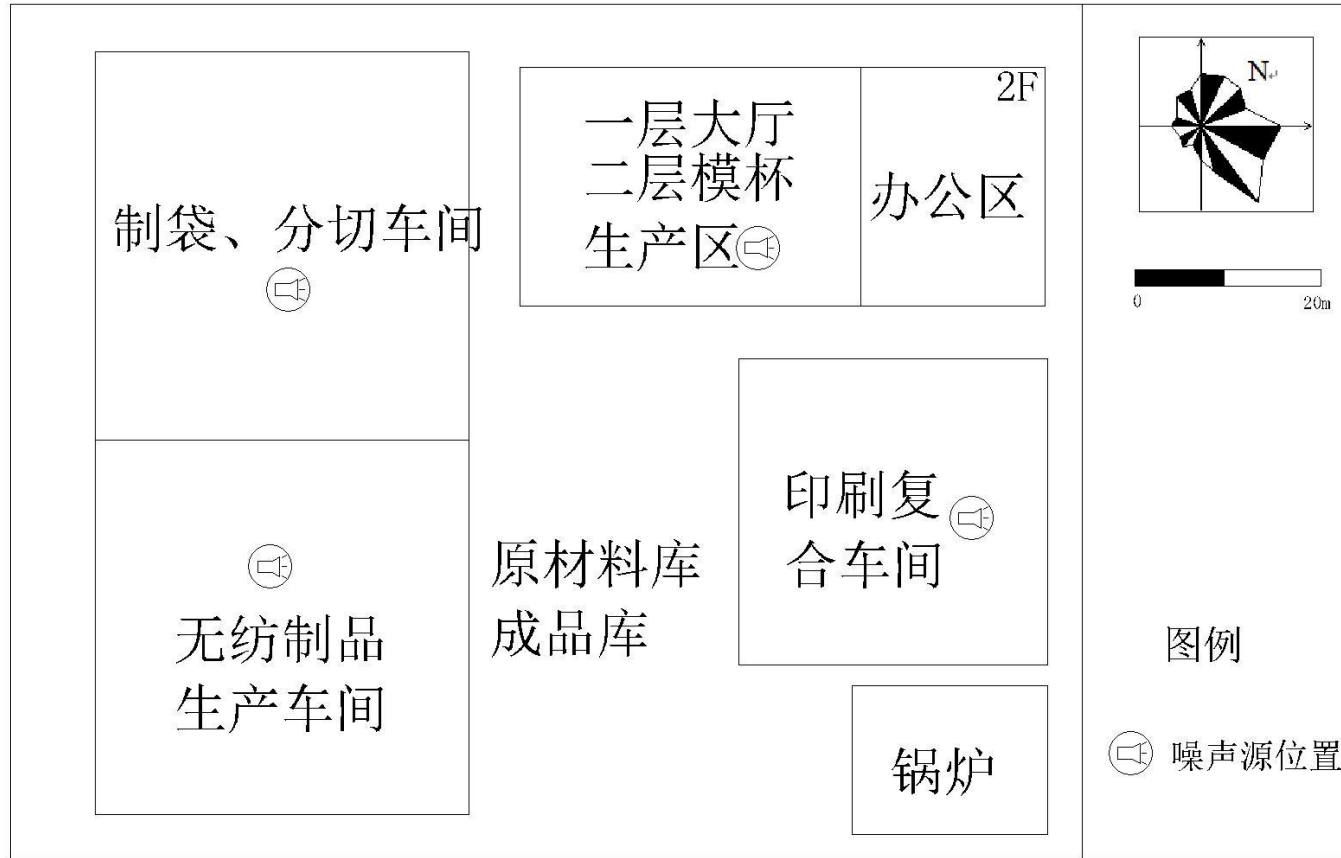 制袋、分切车间
一层大厅
二层模杯
生产区
2F
办公区
N
0
20m
无纺制品
生产车间
原材料库
成品库
印刷复
合车间
锅炉
图例
噪声源位置